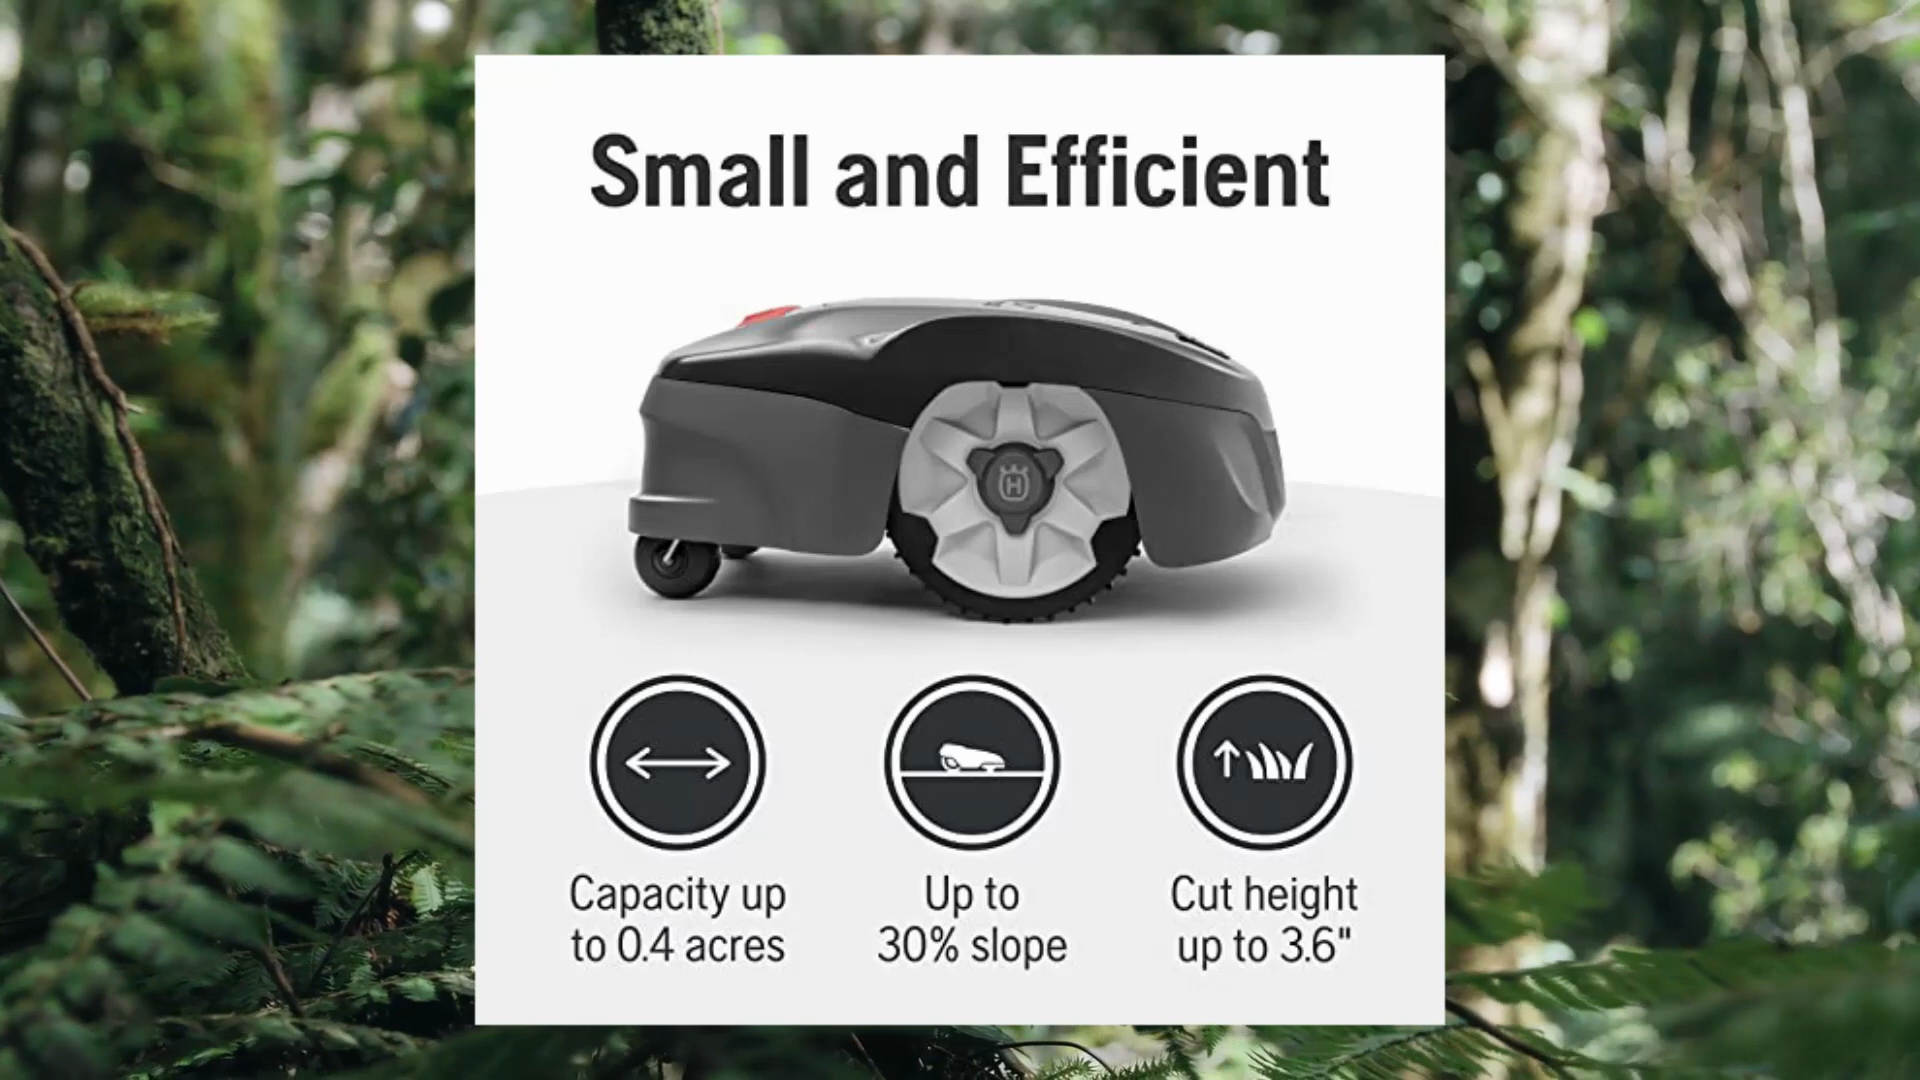 Small and Efficient
H
Capacity up
to 0.4 acres
Up to
30% slope
Cut height
up to 3.6"